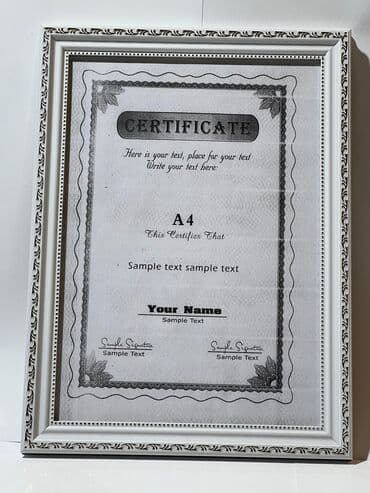 CERTIFICATE
Here is your text, place for your text
Write your text here:
A4
This Certifies That
Sample text sample text
Your Name
Sample Text
Sample Signature
Sample Text
Sample Signature
Sample Text